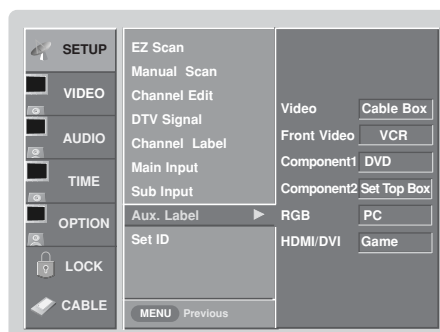 SETUP
VIDEO
AUDIO
TIME
OPTION
LOCK
CABLE
EZ Scan
Manual Scan
Channel Edit
DTV Signal
Channel Label
Main Input
Sub Input
Aux. Label ▶
Set ID
MENU Previous
Video Cable Box
Front Video VCR
Component1 DVD
Component2 Set Top Box
RGB PC
HDMI/DVI Game